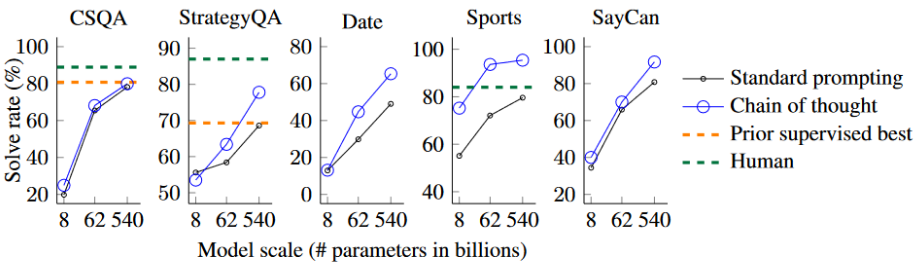 CSQA StrategyQA Date Sports SayCan
Solve rate (%)
100
80
60
40
20
8 62 540
90
80
70
60
50
8 62 540
80
60
40
20
0
8 62 540
100
80
60
40
8 62 540
100
80
60
40
20
8 62 540
Standard prompting
Chain of thought
Prior supervised best
Human
Model scale (# parameters in billions)